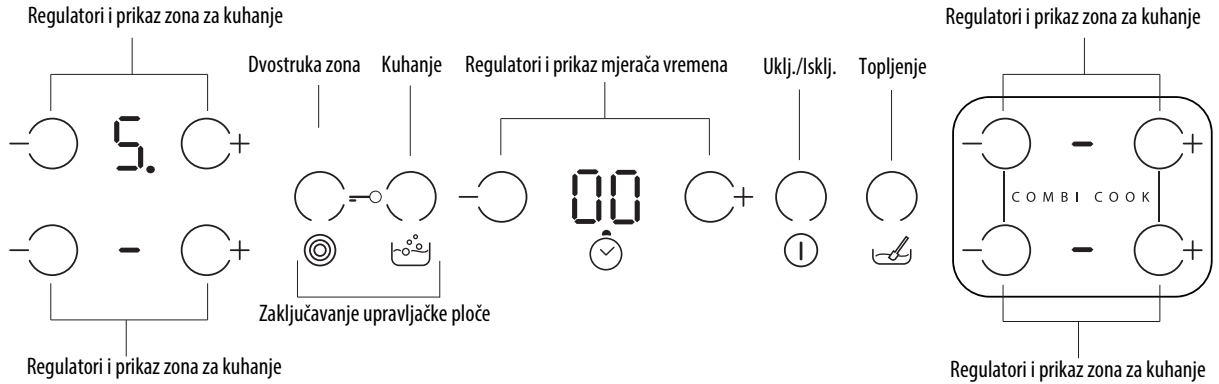 Regulatori i prikaz zona za kuhanje
Regulatori i prikaz zona za kuhanje
Dvostruka zona
Kuhanje
Regulatori i prikaz mjerača vremena
Uklj./Isklj.
Topljenje
− 5. +
− 00 +
− - +
COMBI COOK
− - +
− - +
Zaključavanje upravljačke ploče
Regulatori i prikaz zona za kuhanje
Regulatori i prikaz zona za kuhanje